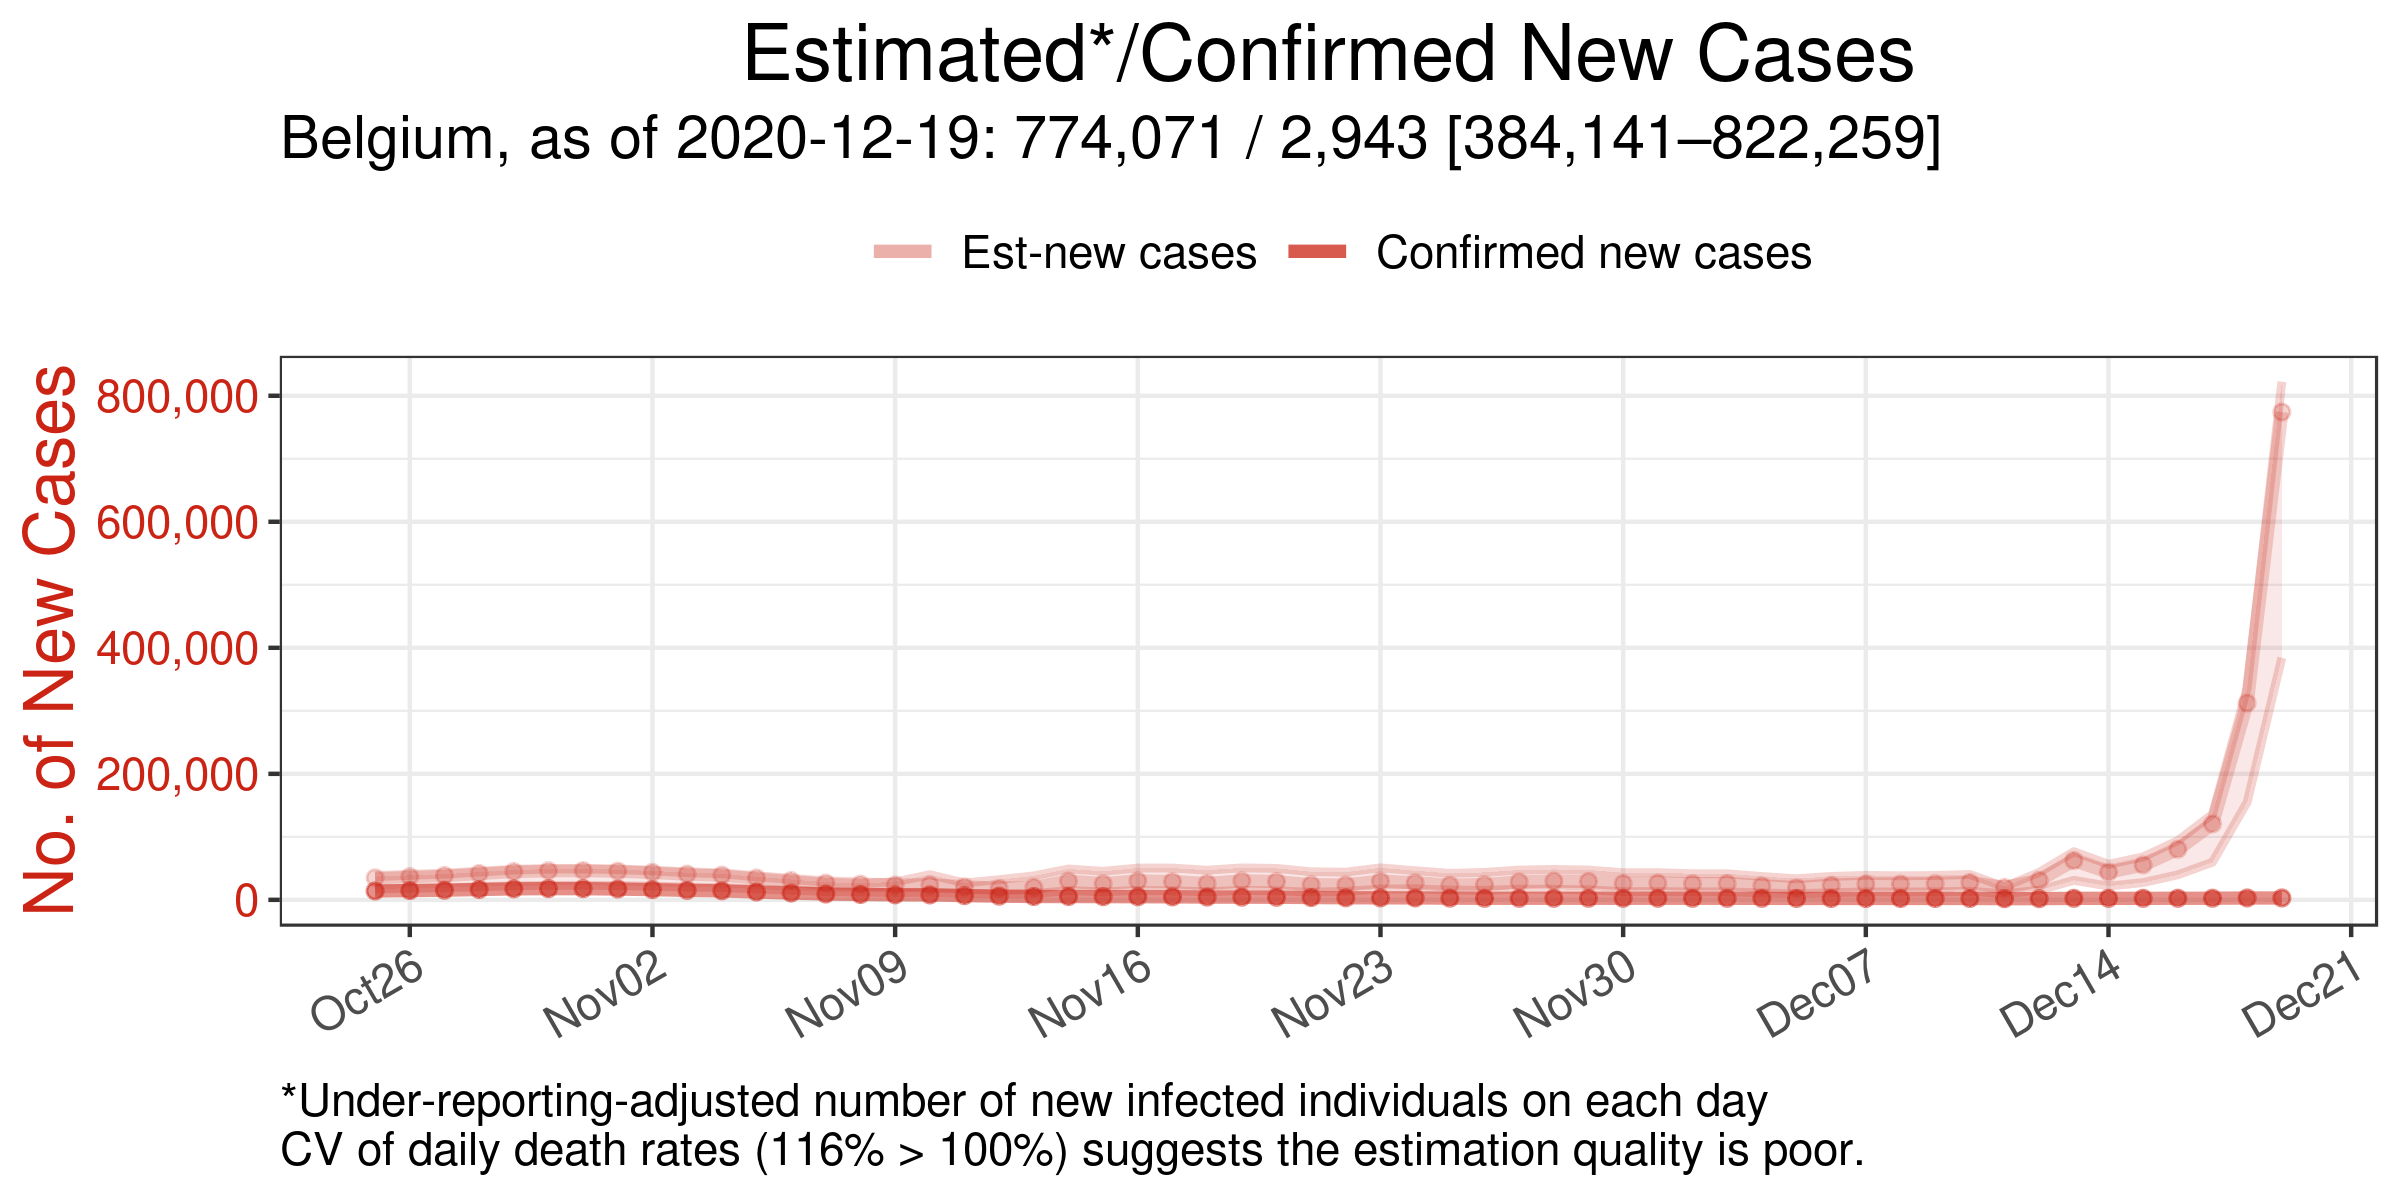 Estimated*/Confirmed New Cases
Belgium, as of 2020-12-19: 774,071 / 2,943 [384,141–822,259]
Est-new cases
Confirmed new cases
No. of New Cases
800,000
600,000
400,000
200,000
0
Oct26
Nov02
Nov09
Nov16
Nov23
Nov30
Dec07
Dec14
Dec21
*Under-reporting-adjusted number of new infected individuals on each day
CV of daily death rates (116% > 100%) suggests the estimation quality is poor.